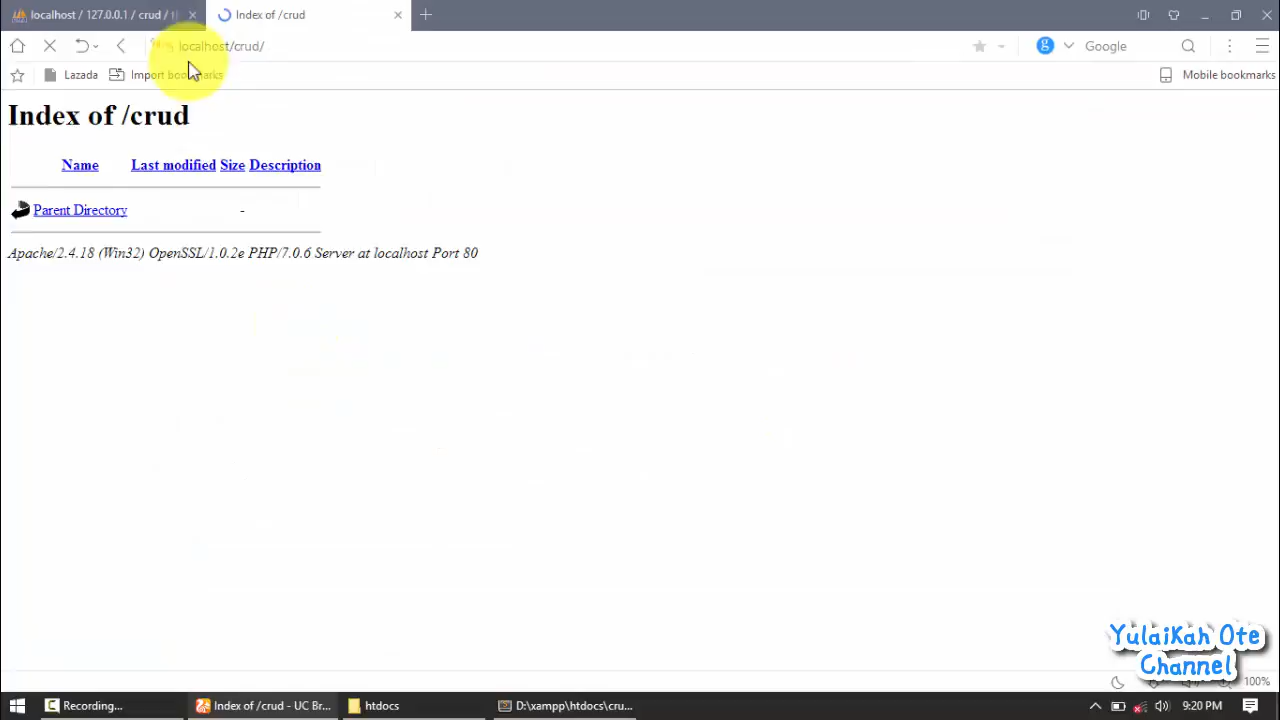 localhost / 127.0.0.1 / crud /
Index of /crud
localhost/crud/
Google
Lazada
Import bookmarks
Mobile bookmarks
Index of /crud
Name Last modified Size Description
Parent Directory -
Apache/2.4.18 (Win32) OpenSSL/1.0.2e PHP/7.0.6 Server at localhost Port 80
YulaiKah Ote
Channel
100%
Recording...
Index of /crud - UC Br...
htdocs
D:\xampp\htdocs\cru...
9:20 PM